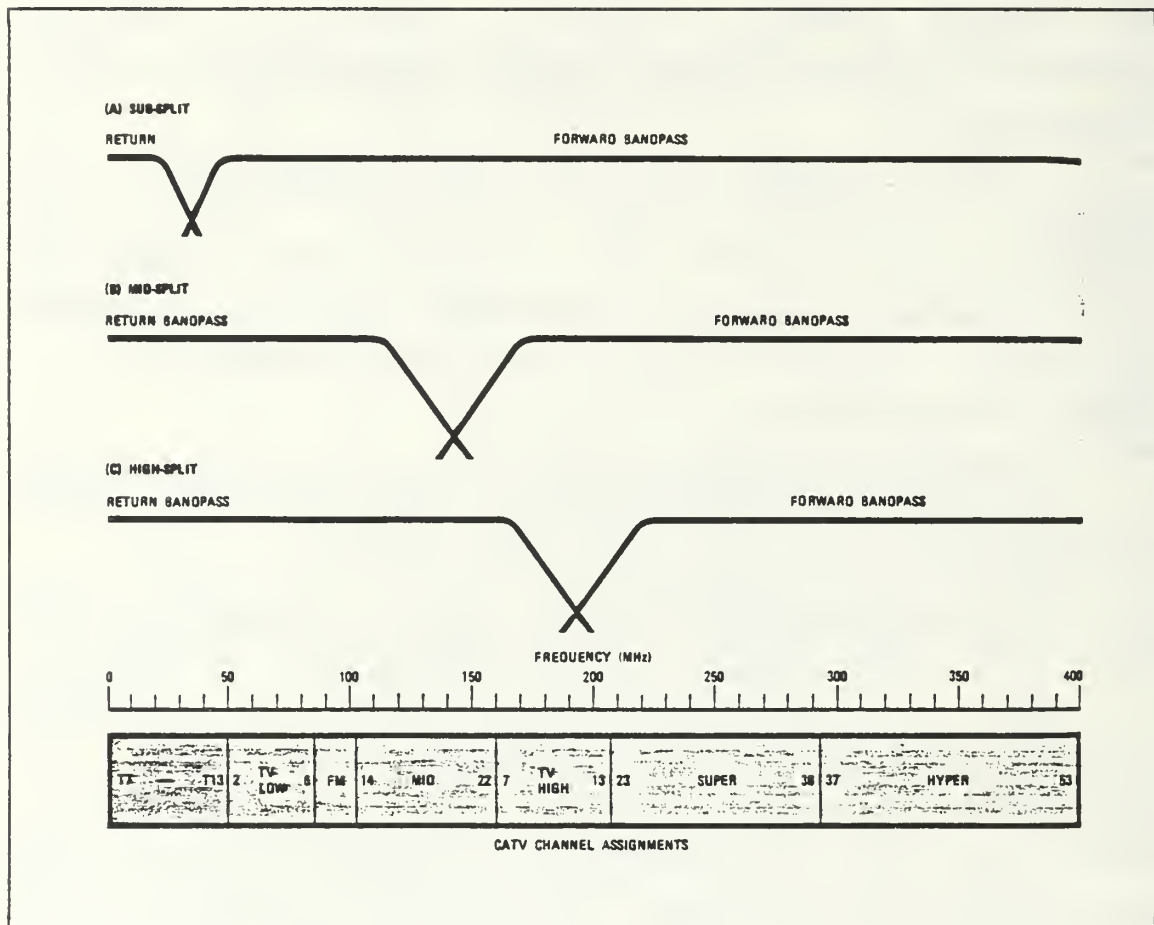 (A) SUB-SPLIT
RETURN FORWARD BANDPASS
(B) MID-SPLIT
RETURN BANDPASS FORWARD BANDPASS
(C) HIGH-SPLIT
RETURN BANDPASS FORWARD BANDPASS
FREQUENCY (MHz)
0 50 100 150 200 250 300 350 400
T7 T13 2 TV-LOW 6 FM 14 MID 22 7 TV-HIGH 13 23 SUPER 36 37 HYPER 53
CATV CHANNEL ASSIGNMENTS